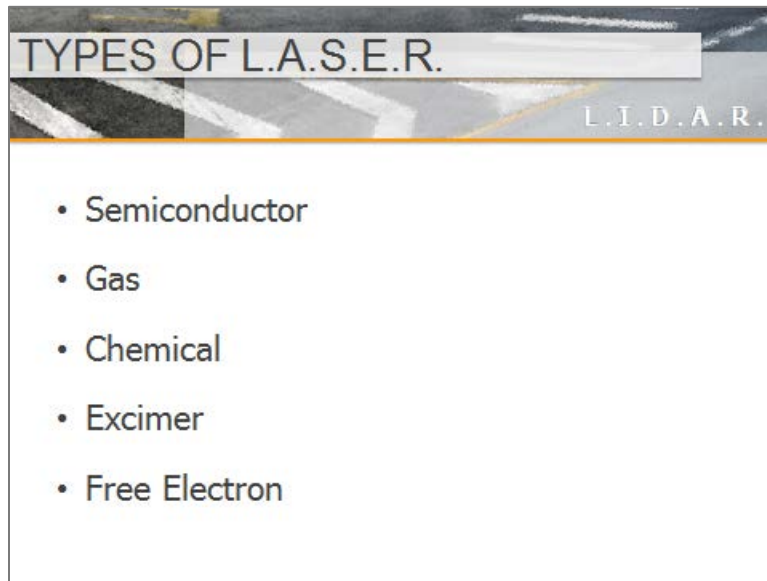 TYPES OF L.A.S.E.R.
L.I.D.A.R.
• Semiconductor
• Gas
• Chemical
• Excimer
• Free Electron